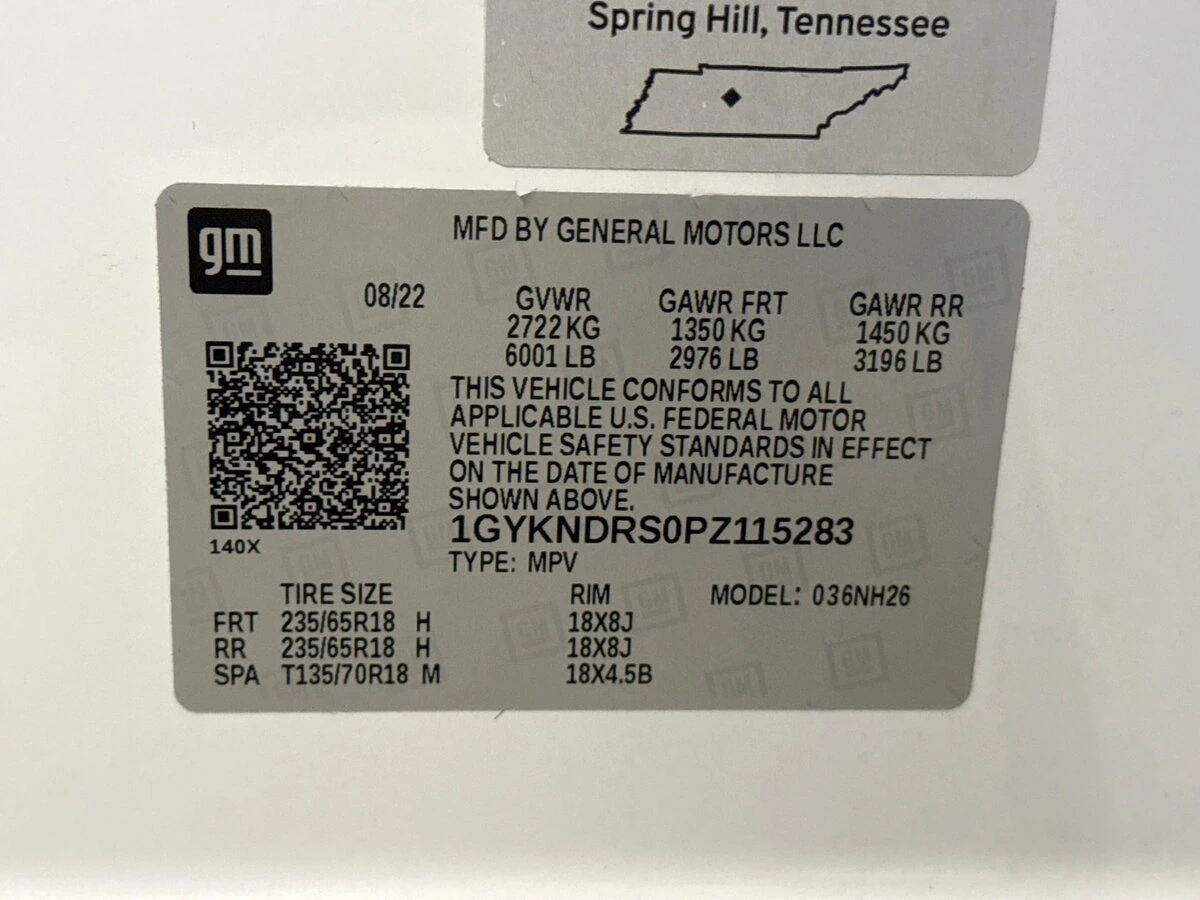 Spring Hill, Tennessee
gm
MFD BY GENERAL MOTORS LLC
08/22 GVWR GAWR FRT GAWR RR
2722 KG 1350 KG 1450 KG
6001 LB 2976 LB 3196 LB
THIS VEHICLE CONFORMS TO ALL
APPLICABLE U.S. FEDERAL MOTOR
VEHICLE SAFETY STANDARDS IN EFFECT
ON THE DATE OF MANUFACTURE
SHOWN ABOVE.
1GYKNDRS0PZ115283
140X
TYPE: MPV
TIRE SIZE RIM MODEL: 036NH26
FRT 235/65R18 H 18X8J
RR 235/65R18 H 18X8J
SPA T135/70R18 M 18X4.5B